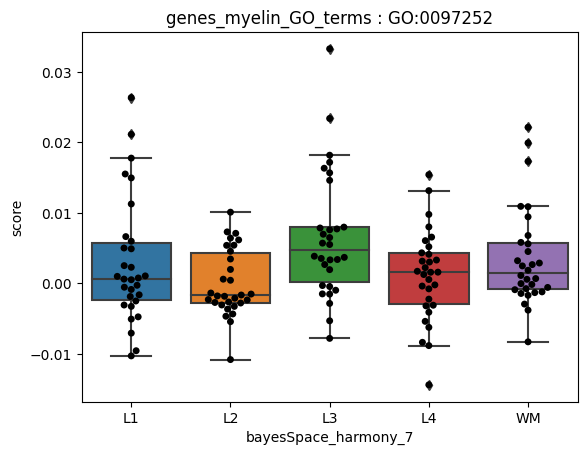 genes_myelin_GO_terms : GO:0097252
score
0.03
0.02
0.01
0.00
−0.01
L1 L2 L3 L4 WM
bayesSpace_harmony_7